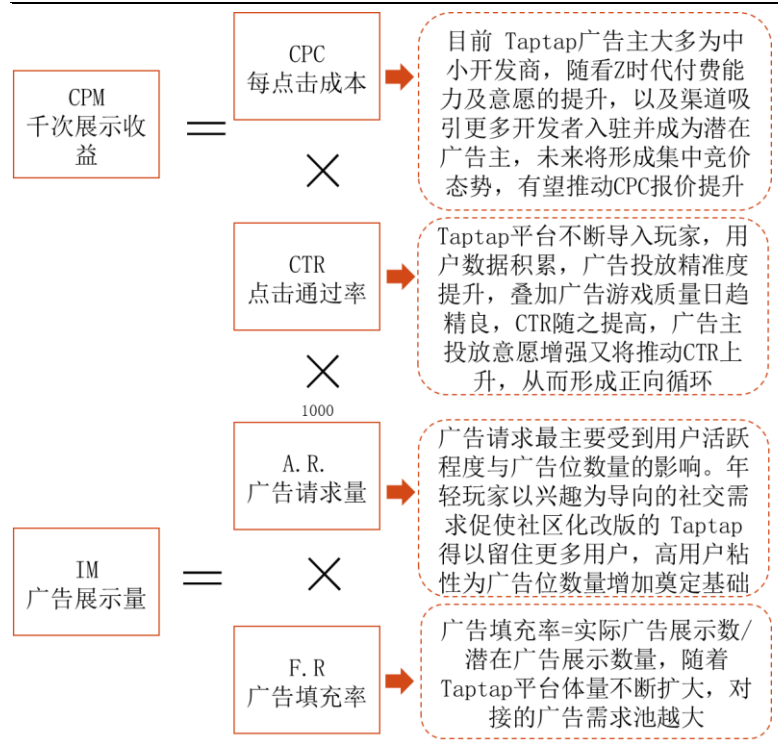 CPC
每点击成本
目前 Taptap广告主大多为中
小开发商，随看Z时代付费能
力及意愿的提升，以及渠道吸
引更多开发者入驻并成为潜在
广告主，未来将形成集中竞价
态势，有望推动CPC报价提升
CPM
千次展示收
益
=
×
CTR
点击通过率
Taptap平台不断导入玩家，用
户数据积累，广告投放精准度
提升，叠加广告游戏质量日趋
精良，CTR随之提高，广告主
投放意愿增强又将推动CTR上
升，从而形成正向循环
×
1000
A.R.
广告请求量
广告请求最主要受到用户活跃
程度与广告位数量的影响。年
轻玩家以兴趣为导向的社交需
求促使社区化改版的 Taptap
得以留住更多用户，高用户粘
性为广告位数量增加奠定基础
IM
广告展示量
=
×
F.R
广告填充率
广告填充率=实际广告展示数/
潜在广告展示数量，随着
Taptap平台体量不断扩大，对
接的广告需求池越大